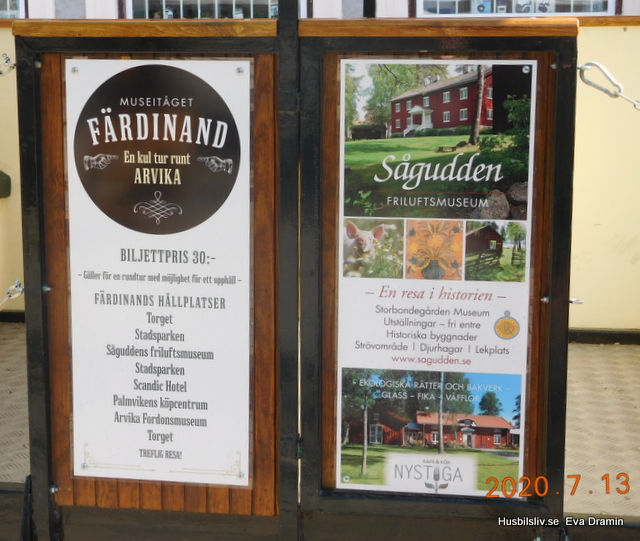 MUSEITÅGET
FÄRDINAND
En kul tur runt
ARVIKA
BILJETTPRIS 30:-
– Gäller för en rundtur med möjlighet för ett uppehåll –
FÄRDINANDS HÅLLPLATSER
Torget
Stadsparken
Såguddens friluftsmuseum
Stadsparken
Scandic Hotel
Palmvikens köpcentrum
Arvika Fordonsmuseum
Torget
TREFLIG RESA!
Sågudden
FRILUFTSMUSEUM
– En resa i historien –
Storbondegården Museum
Utställningar – fri entre
Historiska byggnader
Strövområde | Djurhagar | Lekplats
www.sagudden.se
– EKOLOGISKA RÄTTER OCH BAKVERK –
GLASS – FIKA – VÅFFLOR
NYSTUGA
2020.7.13
Husbilsliv.se Eva Dramin